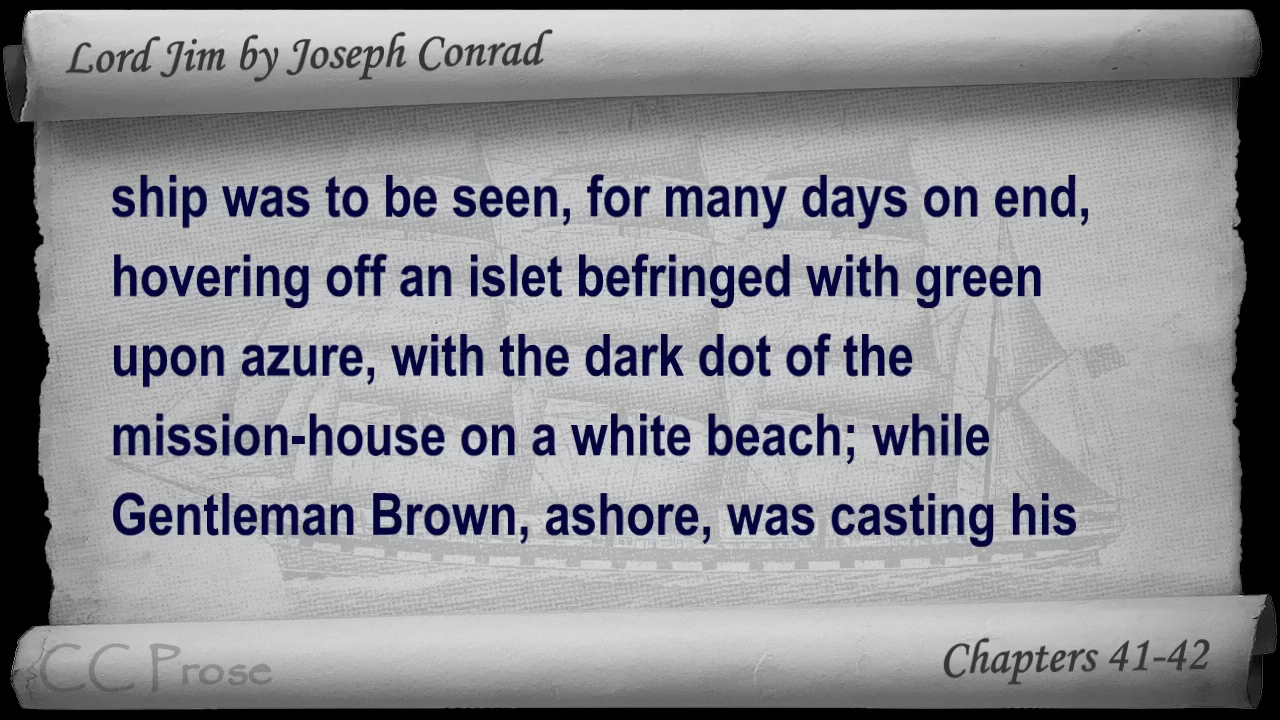 Lord Jim by Joseph Conrad
ship was to be seen, for many days on end,
hovering off an islet befringed with green
upon azure, with the dark dot of the
mission-house on a white beach; while
Gentleman Brown, ashore, was casting his
CC Prose
Chapters 41-42